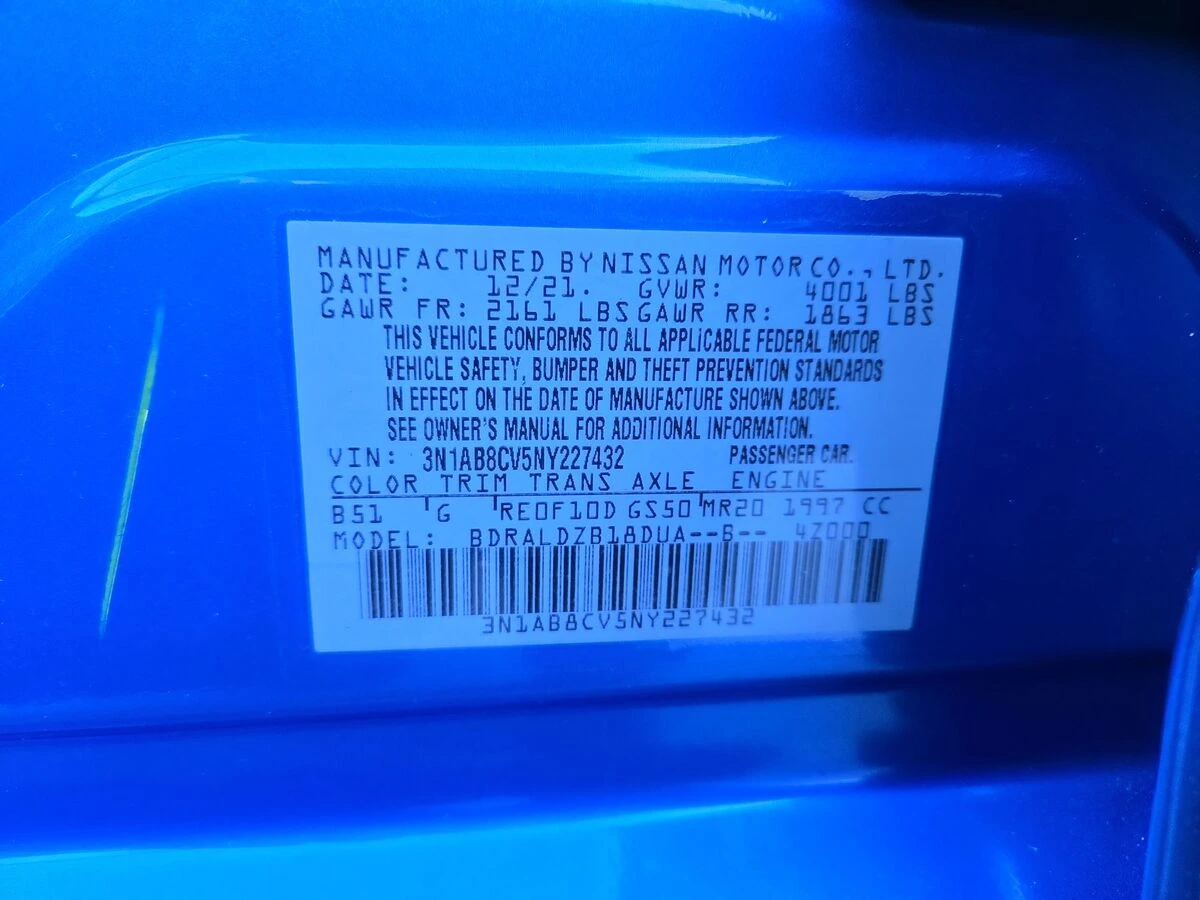 MANUFACTURED BY NISSAN MOTOR CO., LTD.
DATE: 12/21. GVWR: 4001 LBS
GAWR FR: 2161 LBS GAWR RR: 1863 LBS
THIS VEHICLE CONFORMS TO ALL APPLICABLE FEDERAL MOTOR
VEHICLE SAFETY, BUMPER AND THEFT PREVENTION STANDARDS
IN EFFECT ON THE DATE OF MANUFACTURE SHOWN ABOVE.
SEE OWNER'S MANUAL FOR ADDITIONAL INFORMATION.
VIN: 3N1AB8CV5NY227432 PASSENGER CAR.
COLOR TRIM TRANS AXLE ENGINE
B51 G RE0F10D GS50 MR20 1997 CC
MODEL: BDRALDZB18DUA--B-- 4Z000
3N1AB8CV5NY227432